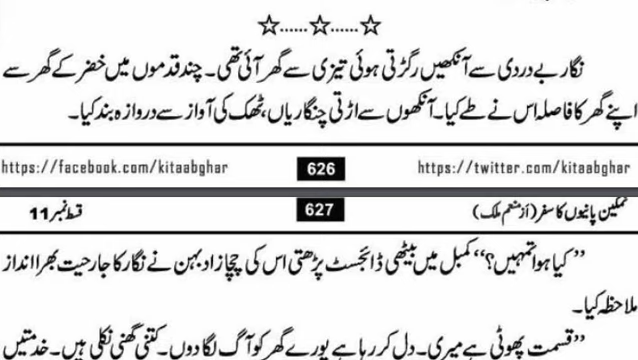 ☆......☆......☆
نگار بے دردی سے آنکھیں رگڑتی ہوئی تیزی سے گھر آئی تھی۔ چند قدموں میں خضر کے گھر سے
اپنے گھر کا فاصلہ اس نے طے کیا۔ آنکھوں سے اڑتی چنگاریاں، ٹھک کی آواز سے دروازہ بند کیا۔
https://facebook.com/kitaabghar 626 https://twitter.com/kitaabghar
نمکین پانیوں کا سفر (از منعم ملک) 627 قسط نمبر 11
”کیا ہوا تمہیں؟“ کمبل میں بیٹھی ڈائجسٹ پڑھتی اس کی چچا زاد بہن نے نگار کا جارحیت بھرا انداز
ملاحظہ کیا۔
”قسمت پھوٹی ہے میری۔ دل کر رہا ہے پورے گھر کو آگ لگا دوں۔ کتنی گھنی نکلی ہیں۔ خدمتیں